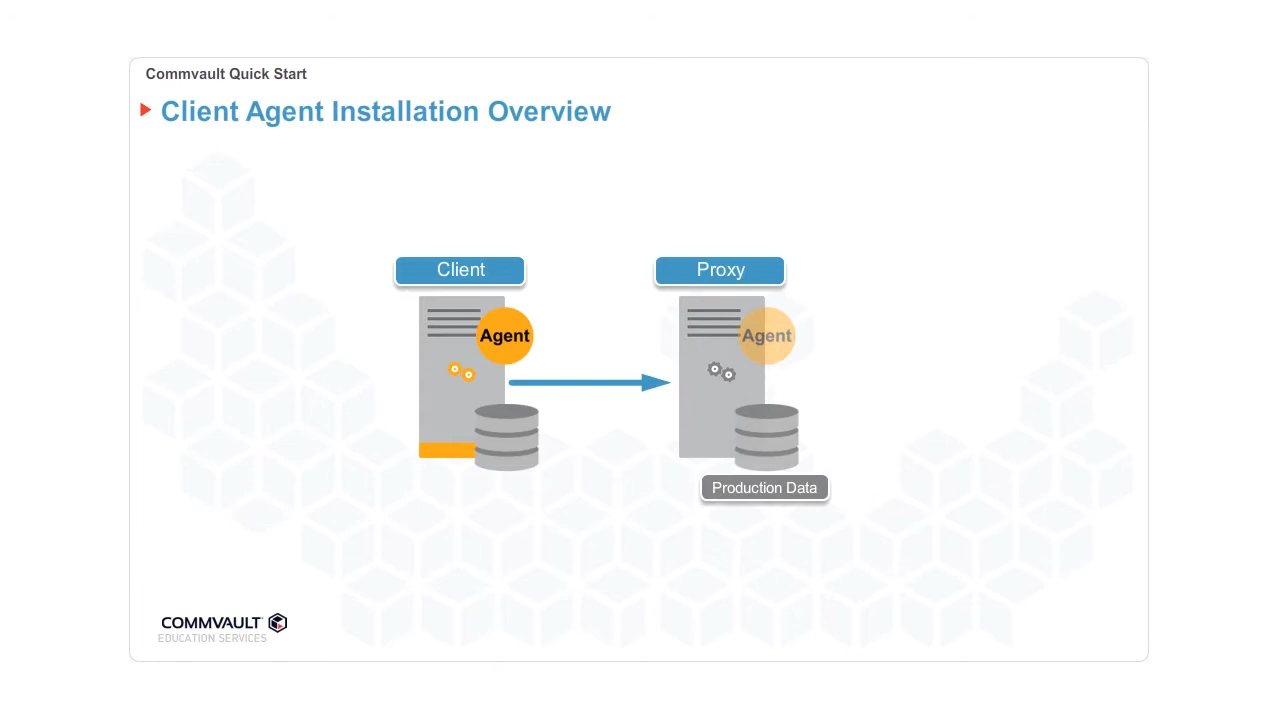 Commvault Quick Start
Client Agent Installation Overview
Client
Proxy
Agent
Agent
Production Data
COMMVAULT
EDUCATION SERVICES